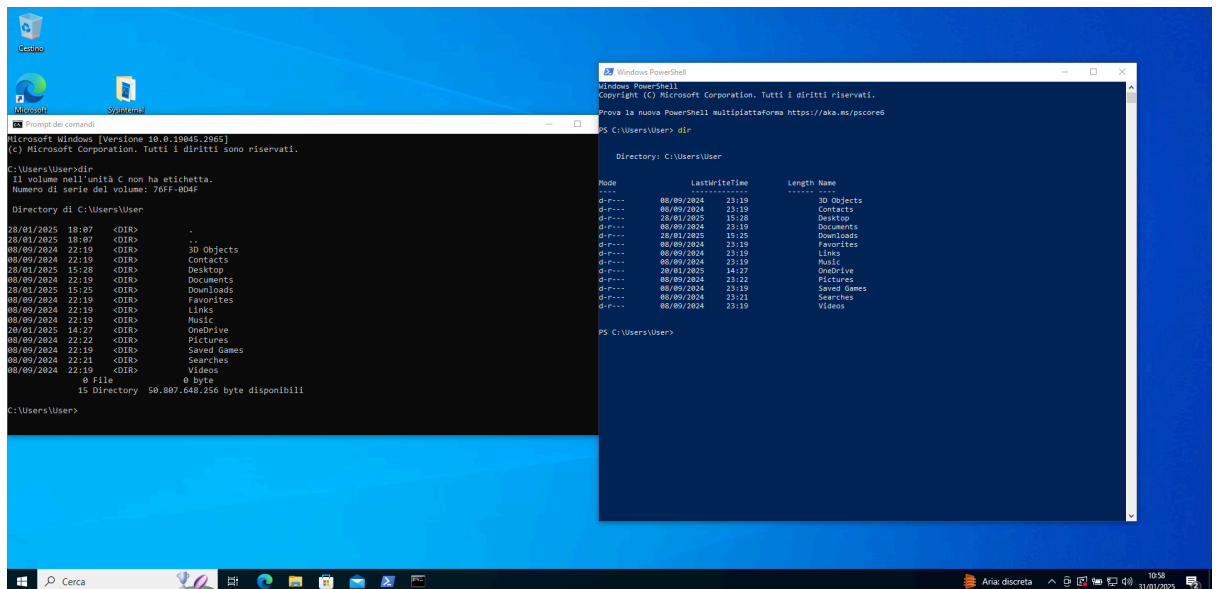 Cestino
Microsoft
Sysinternal
Prompt dei comandi
Microsoft Windows [Versione 10.0.19045.2965]
(c) Microsoft Corporation. Tutti i diritti sono riservati.
C:\Users\User>dir
Il volume nell'unità C non ha etichetta.
Numero di serie del volume: 76FF-0D4F
Directory di C:\Users\User
28/01/2025 18:07 <DIR> .
28/01/2025 18:07 <DIR> ..
08/09/2024 22:19 <DIR> 3D Objects
08/09/2024 22:19 <DIR> Contacts
28/01/2025 15:28 <DIR> Desktop
08/09/2024 22:19 <DIR> Documents
28/01/2025 15:25 <DIR> Downloads
08/09/2024 22:19 <DIR> Favorites
08/09/2024 22:19 <DIR> Links
08/09/2024 22:19 <DIR> Music
20/01/2025 14:27 <DIR> OneDrive
08/09/2024 22:22 <DIR> Pictures
08/09/2024 22:19 <DIR> Saved Games
08/09/2024 22:21 <DIR> Searches
08/09/2024 22:19 <DIR> Videos
0 File 0 byte
15 Directory 50.807.648.256 byte disponibili
C:\Users\User>
Windows PowerShell
Windows PowerShell
Copyright (C) Microsoft Corporation. Tutti i diritti riservati.
Prova la nuova PowerShell multipiattaforma https://aka.ms/pscore6
PS C:\Users\User> dir
Directory: C:\Users\User
Mode LastWriteTime Length Name
---- ------------- ------ ----
d-r--- 08/09/2024 23:19 3D Objects
d-r--- 08/09/2024 23:19 Contacts
d-r--- 28/01/2025 15:28 Desktop
d-r--- 08/09/2024 23:19 Documents
d-r--- 28/01/2025 15:25 Downloads
d-r--- 08/09/2024 23:19 Favorites
d-r--- 08/09/2024 23:19 Links
d-r--- 08/09/2024 23:19 Music
d-r--- 20/01/2025 14:27 OneDrive
d-r--- 08/09/2024 23:22 Pictures
d-r--- 08/09/2024 23:19 Saved Games
d-r--- 08/09/2024 23:21 Searches
d-r--- 08/09/2024 23:19 Videos
PS C:\Users\User>
Cerca
Aria: discreta
10:58
31/01/2025
2